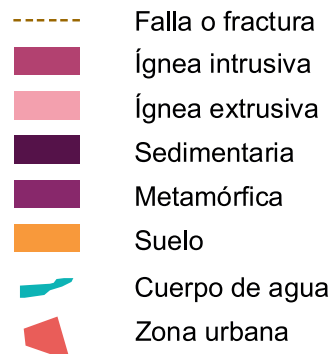 Falla o fractura
Ígnea intrusiva
Ígnea extrusiva
Sedimentaria
Metamórfica
Suelo
Cuerpo de agua
Zona urbana